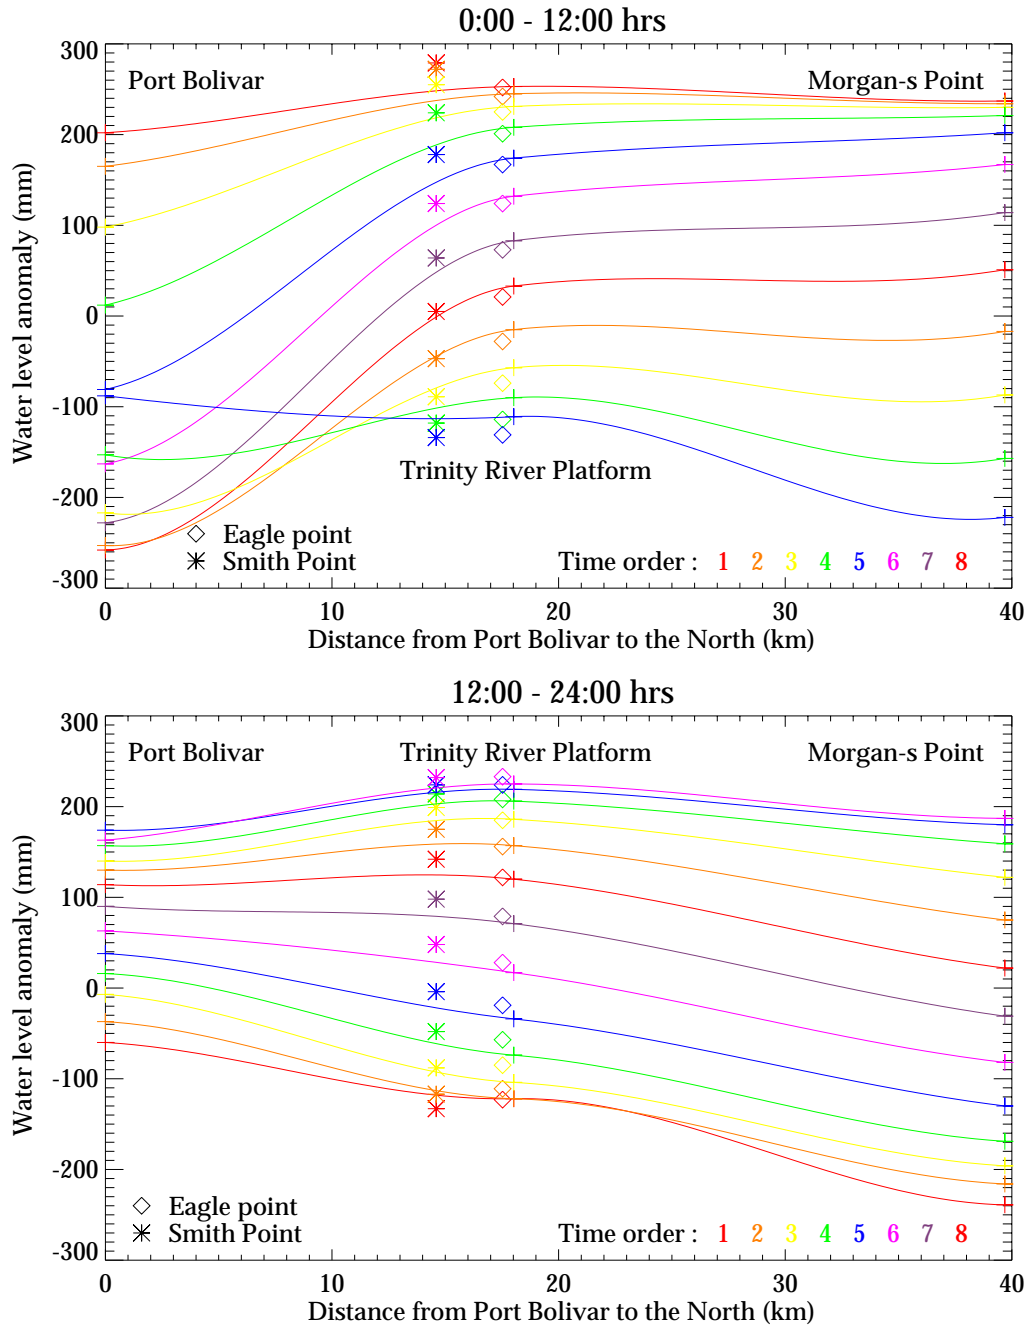 0:00 - 12:00 hrs
300
Port Bolivar
Morgan-s Point
200
100
0
-100
-200
-300
Water level anomaly (mm)
Trinity River Platform
Eagle point
Smith Point
Time order : 1 2 3 4 5 6 7 8
0 10 20 30 40
Distance from Port Bolivar to the North (km)
12:00 - 24:00 hrs
300
Port Bolivar Trinity River Platform Morgan-s Point
200
100
0
-100
-200
-300
Water level anomaly (mm)
Eagle point
Smith Point
Time order : 1 2 3 4 5 6 7 8
0 10 20 30 40
Distance from Port Bolivar to the North (km)